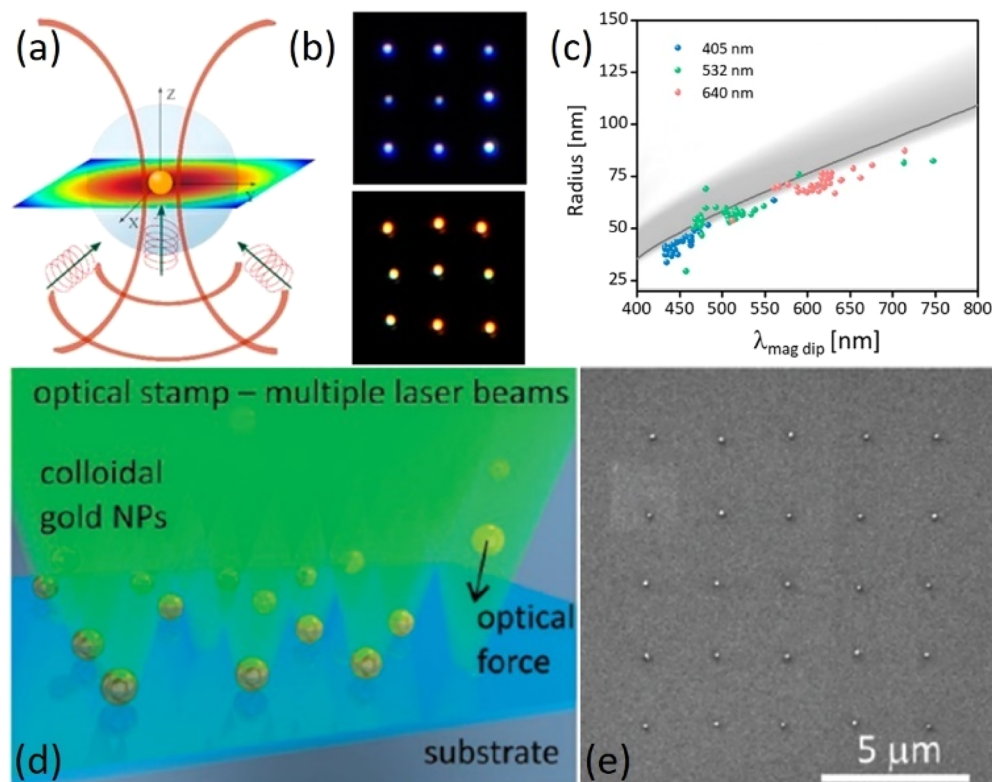 (a)
Z
X
Y
(b)
(c)
405 nm
532 nm
640 nm
Radius [nm]
150
125
100
75
50
25
400 450 500 550 600 650 700 750 800
λmag dip [nm]
optical stamp – multiple laser beams
colloidal
gold NPs
optical
force
substrate
(d)
(e)
5 μm